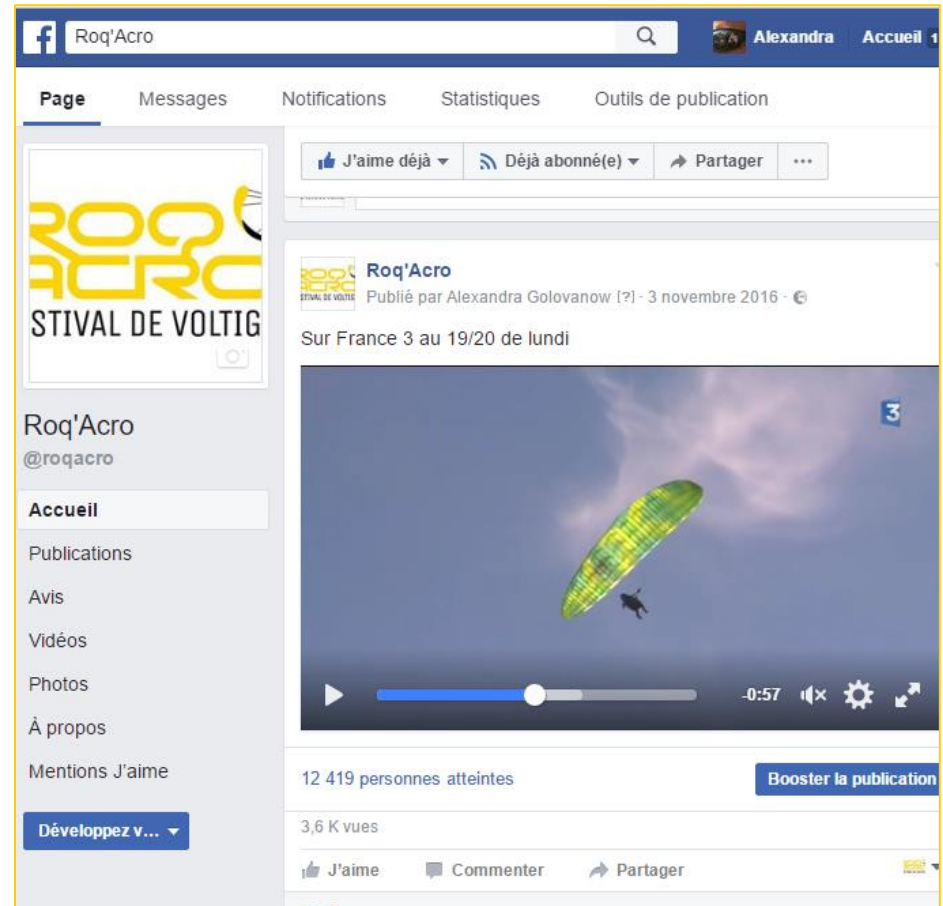 Roq'Acro
Alexandra Accueil
Page Messages Notifications Statistiques Outils de publication
J'aime déjà Déjà abonné(e) Partager ...
ROQ
ACRO
STIVAL DE VOLTIG
Roq'Acro
@roqacro
Accueil
Publications
Avis
Vidéos
Photos
À propos
Mentions J'aime
Développez v...
Roq'Acro
Publié par Alexandra Golovanow [?] · 3 novembre 2016 ·
Sur France 3 au 19/20 de lundi
3
-0:57
12 419 personnes atteintes
Booster la publication
3,6 K vues
J'aime Commenter Partager